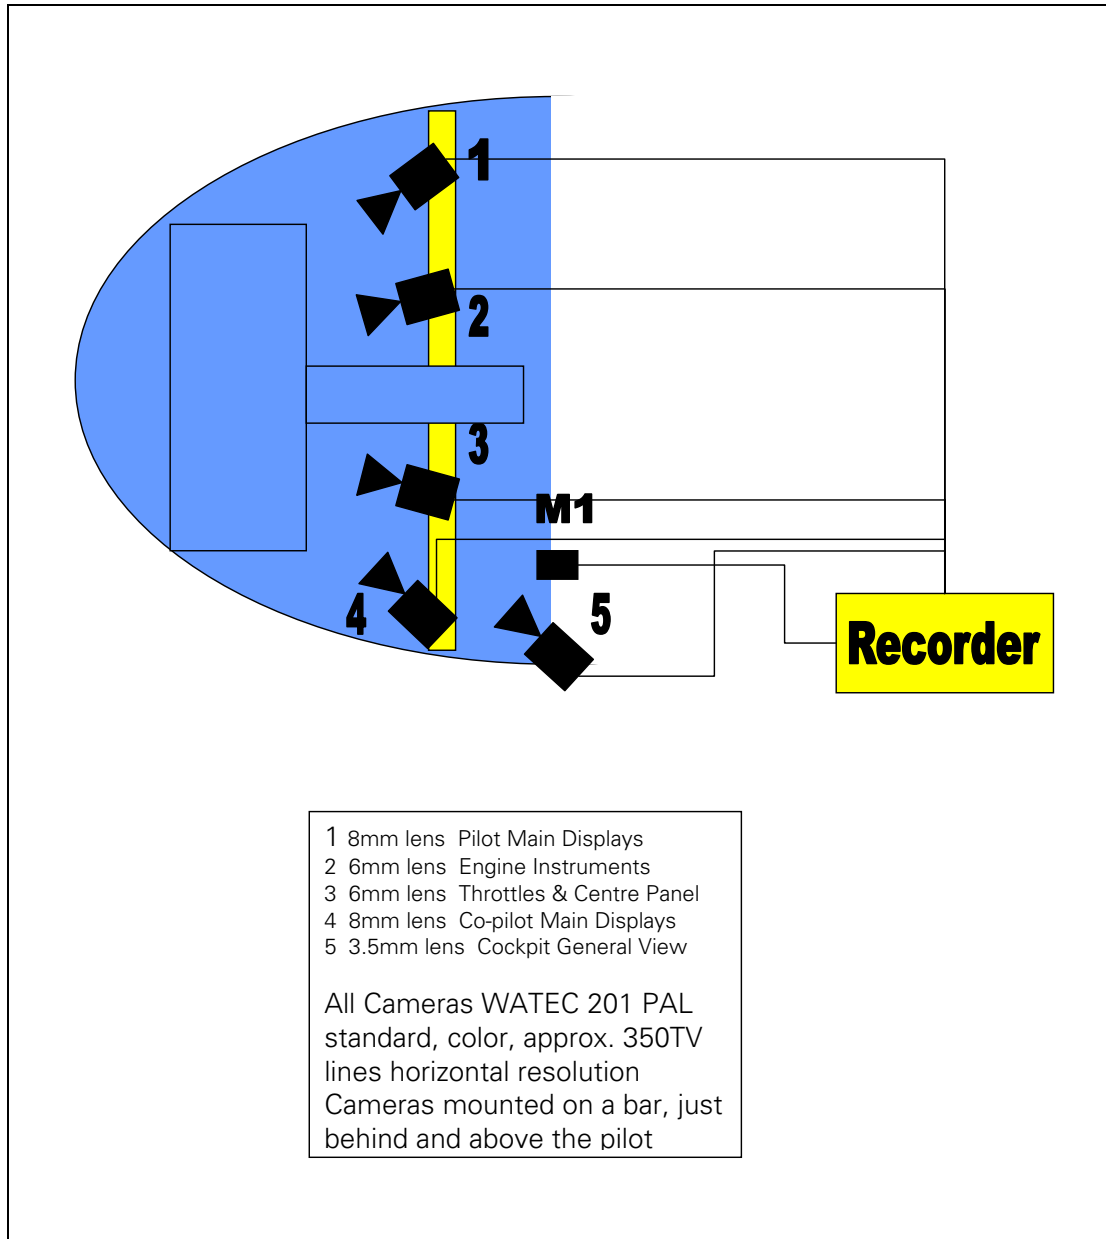 1
2
3
M1
4
5
Recorder
1 8mm lens Pilot Main Displays
2 6mm lens Engine Instruments
3 6mm lens Throttles & Centre Panel
4 8mm lens Co-pilot Main Displays
5 3.5mm lens Cockpit General View
All Cameras WATEC 201 PAL
standard, color, approx. 350TV
lines horizontal resolution
Cameras mounted on a bar, just
behind and above the pilot